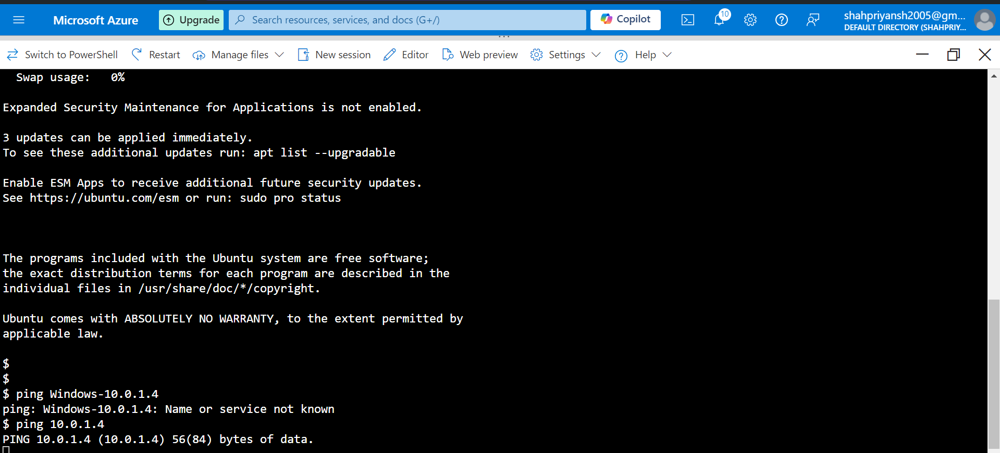 Microsoft Azure
Upgrade
Search resources, services, and docs (G+/)
Copilot
10
shahpriyansh2005@gm...
DEFAULT DIRECTORY (SHAHPRIY...
Switch to PowerShell
Restart
Manage files
New session
Editor
Web preview
Settings
Help
Swap usage:   0%
Expanded Security Maintenance for Applications is not enabled.
3 updates can be applied immediately.
To see these additional updates run: apt list --upgradable
Enable ESM Apps to receive additional future security updates.
See https://ubuntu.com/esm or run: sudo pro status
The programs included with the Ubuntu system are free software;
the exact distribution terms for each program are described in the
individual files in /usr/share/doc/*/copyright.
Ubuntu comes with ABSOLUTELY NO WARRANTY, to the extent permitted by
applicable law.
$
$
$ ping Windows-10.0.1.4
ping: Windows-10.0.1.4: Name or service not known
$ ping 10.0.1.4
PING 10.0.1.4 (10.0.1.4) 56(84) bytes of data.